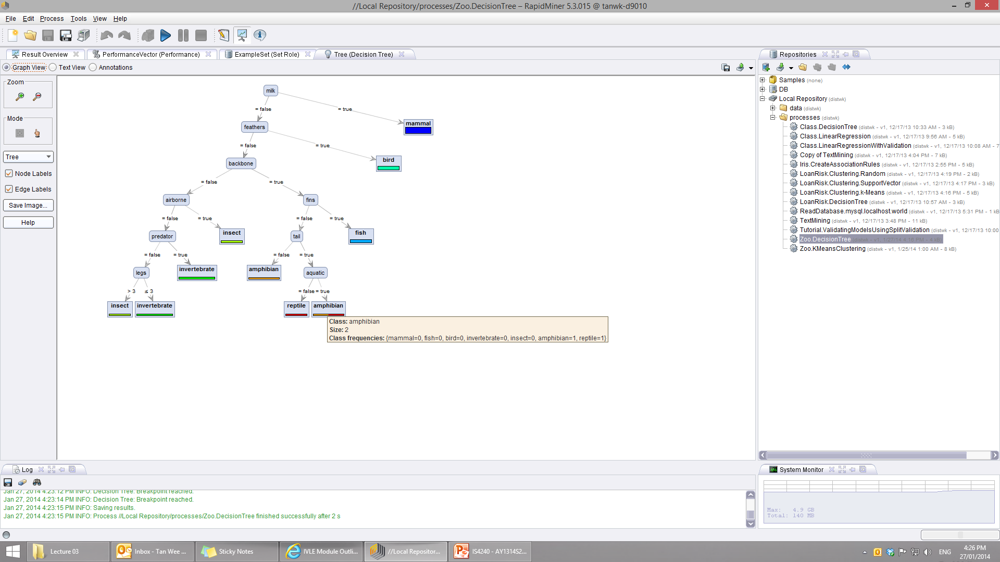 //Local Repository/processes/Zoo.DecisionTree – RapidMiner 5.3.015 @ tanwk-d9010
File Edit Process Tools View Help
Result Overview PerformanceVector (Performance) ExampleSet (Set Role) Tree (Decision Tree)
Graph View Text View Annotations
Zoom
Mode
Tree
Node Labels
Edge Labels
Save Image...
Help
milk
= false = true
feathers mammal
= false = true
backbone bird
= false = true
airborne fins
= false = true = false = true
predator insect tail fish
= false = true = false = true
legs invertebrate amphibian aquatic
> 3 ≤ 3 = false = true
insect invertebrate reptile amphibian
Class: amphibian
Size: 2
Class frequencies: {mammal=0, fish=0, bird=0, invertebrate=0, insect=0, amphibian=1, reptile=1}
Repositories
Samples (none)
DB
Local Repository (distwk)
data (distwk)
processes (distwk)
Class.DecisionTree (distwk - v1, 12/17/13 10:33 AM - 3 kB)
Class.LinearRegression (distwk - v1, 12/17/13 9:56 AM - 5 kB)
Class.LinearRegressionWithValidation (distwk - v1, 12/17/13 10:08 AM - 7
Copy of TextMining (distwk - v1, 12/17/13 4:04 PM - 7 kB)
Iris.CreateAssociationRules (distwk - v1, 12/17/13 2:55 PM - 5 kB)
LoanRisk.Clustering.Random (distwk - v1, 12/17/13 4:19 PM - 2 kB)
LoanRisk.Clustering.SupportVector (distwk - v1, 12/17/13 4:17 PM - 3 kB)
LoanRisk.Clustering.k-Means (distwk - v1, 12/17/13 4:16 PM - 5 kB)
LoanRisk.DecisionTree (distwk - v1, 12/17/13 10:57 AM - 3 kB)
ReadDatabase.mysql.localhost.world (distwk - v1, 12/17/13 5:31 PM - 1 kB
TextMining (distwk - v1, 12/17/13 3:48 PM - 11 kB)
Tutorial.ValidatingModelsUsingSplitValidation (distwk - v1, 12/17/13 10:00
Zoo.DecisionTree (distwk - v1, 1/27/14 4:16 PM - 4 kB)
Zoo.KMeansClustering (distwk - v1, 1/25/14 1:00 AM - 8 kB)
Log
Jan 27, 2014 4:23:12 PM INFO: Decision Tree: Breakpoint reached.
Jan 27, 2014 4:23:14 PM INFO: Decision Tree: Breakpoint reached.
Jan 27, 2014 4:23:15 PM INFO: Saving results.
Jan 27, 2014 4:23:15 PM INFO: Process //Local Repository/processes/Zoo.DecisionTree finished successfully after 2 s
System Monitor
Max: 4.9 GB
Total: 140 MB
Lecture 03 Inbox - Tan Wee ... Sticky Notes IVLE Module Outli... //Local Repositor... IS4240 - AY1314S2...
ENG
4:26 PM
27/01/2014